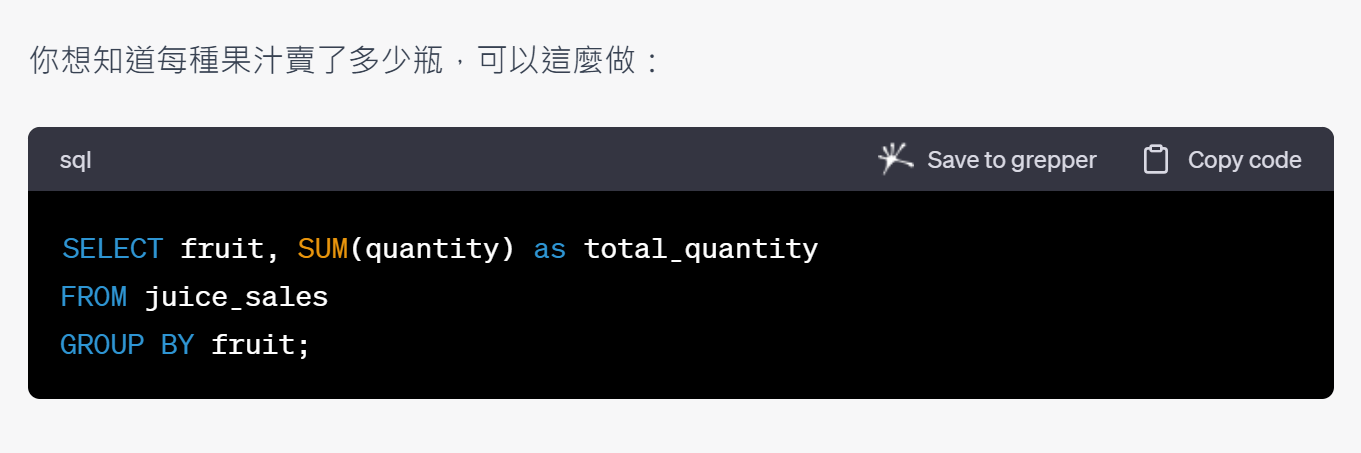 你想知道每種果汁賣了多少瓶，可以這麼做：
sql
Save to grepper
Copy code
SELECT fruit, SUM(quantity) as total_quantity
FROM juice_sales
GROUP BY fruit;